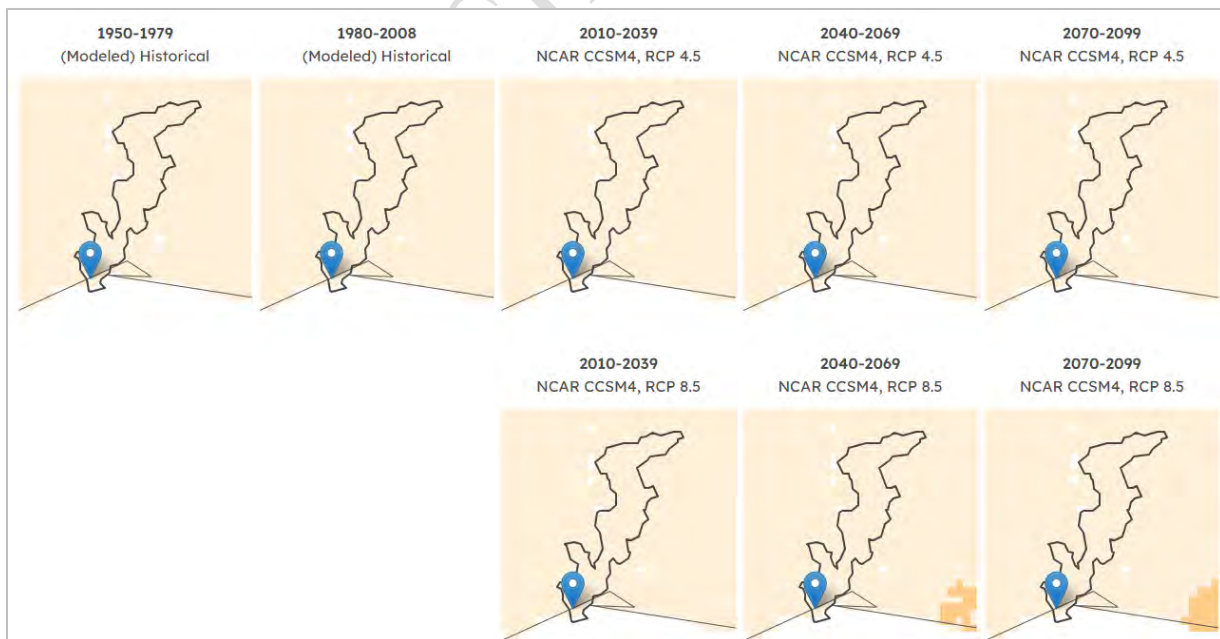 1950-1979
(Modeled) Historical
1980-2008
(Modeled) Historical
2010-2039
NCAR CCSM4, RCP 4.5
2040-2069
NCAR CCSM4, RCP 4.5
2070-2099
NCAR CCSM4, RCP 4.5
2010-2039
NCAR CCSM4, RCP 8.5
2040-2069
NCAR CCSM4, RCP 8.5
2070-2099
NCAR CCSM4, RCP 8.5